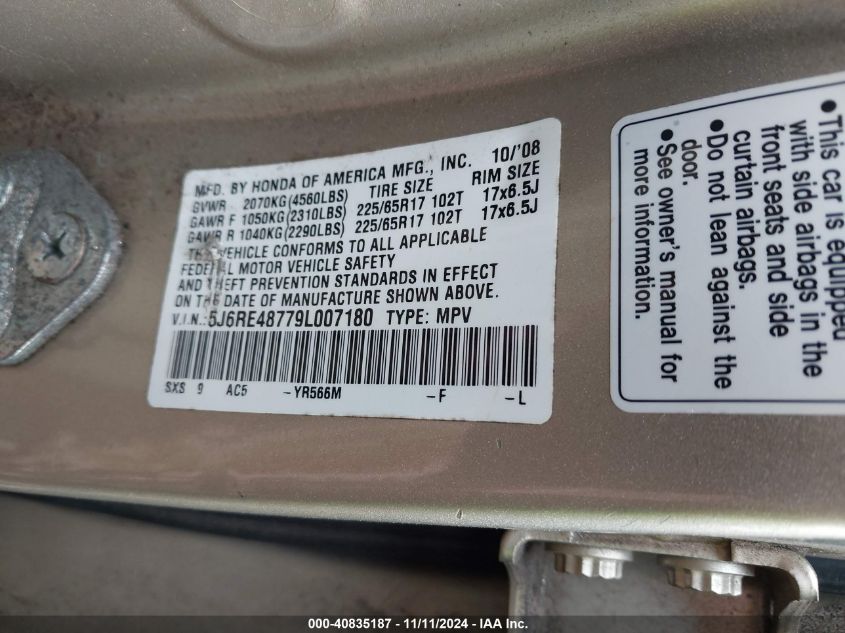 MFD. BY HONDA OF AMERICA MFG., INC. 10/'08
GVWR 2070KG(4560LBS) TIRE SIZE RIM SIZE
GAWR F 1050KG(2310LBS) 225/65R17 102T 17x6.5J
GAWR R 1040KG(2290LBS) 225/65R17 102T 17x6.5J
THIS VEHICLE CONFORMS TO ALL APPLICABLE
FEDERAL MOTOR VEHICLE SAFETY
AND THEFT PREVENTION STANDARDS IN EFFECT
ON THE DATE OF MANUFACTURE SHOWN ABOVE.
V.I.N.:5J6RE48779L007180 TYPE: MPV
SXS 9 AC5 -YR566M -F -L
•This car is equipped
with side airbags in the
front seats and side
curtain airbags.
•Do not lean against the
door.
•See owner's manual for
more information.
000-40835187 - 11/11/2024 - IAA Inc.